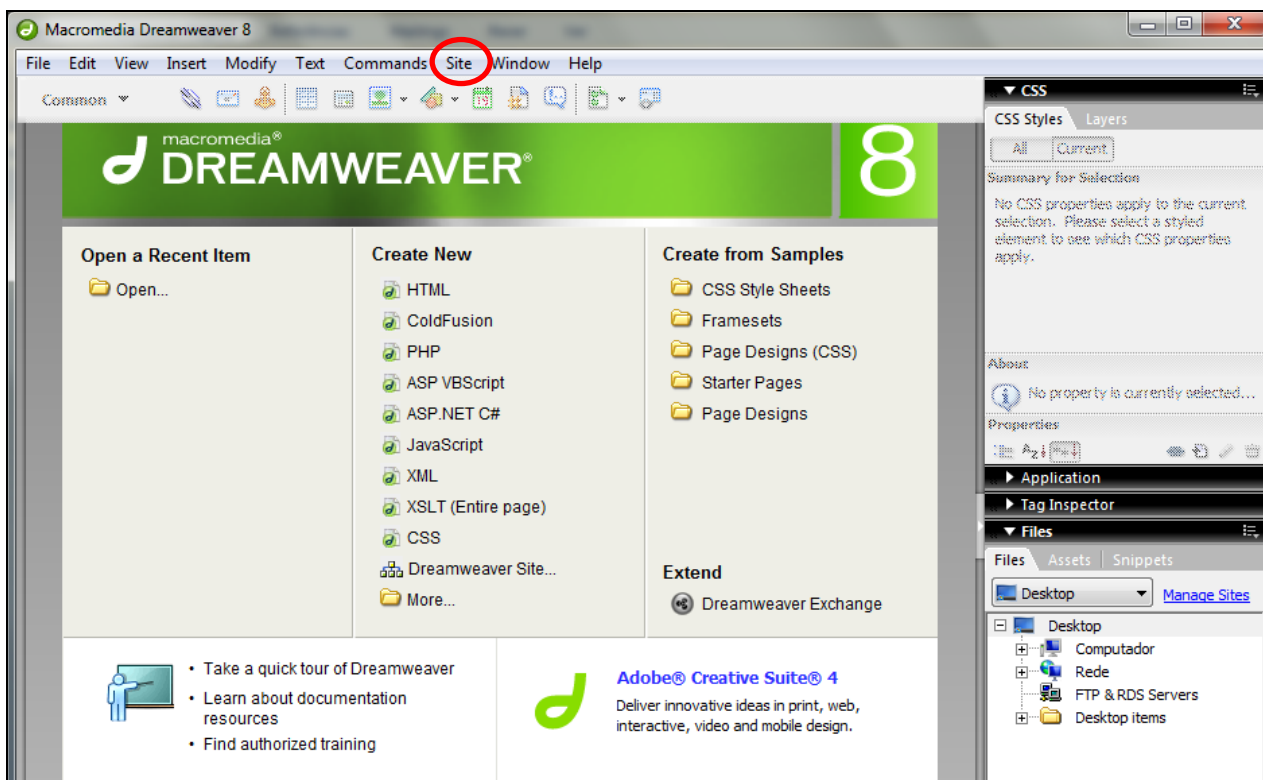 Macromedia Dreamweaver 8
File Edit View Insert Modify Text Commands Site Window Help
Common
macromedia®
DREAMWEAVER®
8
Open a Recent Item
Open...
Create New
HTML
ColdFusion
PHP
ASP VBScript
ASP.NET C#
JavaScript
XML
XSLT (Entire page)
CSS
Dreamweaver Site...
More...
Create from Samples
CSS Style Sheets
Framesets
Page Designs (CSS)
Starter Pages
Page Designs
Extend
Dreamweaver Exchange
• Take a quick tour of Dreamweaver
• Learn about documentation
resources
• Find authorized training
Adobe® Creative Suite® 4
Deliver innovative ideas in print, web,
interactive, video and mobile design.
CSS
CSS Styles Layers
All Current
Summary for Selection
No CSS properties apply to the current
selection. Please select a styled
element to see which CSS properties
apply.
About
No property is currently selected...
Properties
Application
Tag Inspector
Files
Files Assets Snippets
Desktop Manage Sites
Desktop
Computador
Rede
FTP & RDS Servers
Desktop items